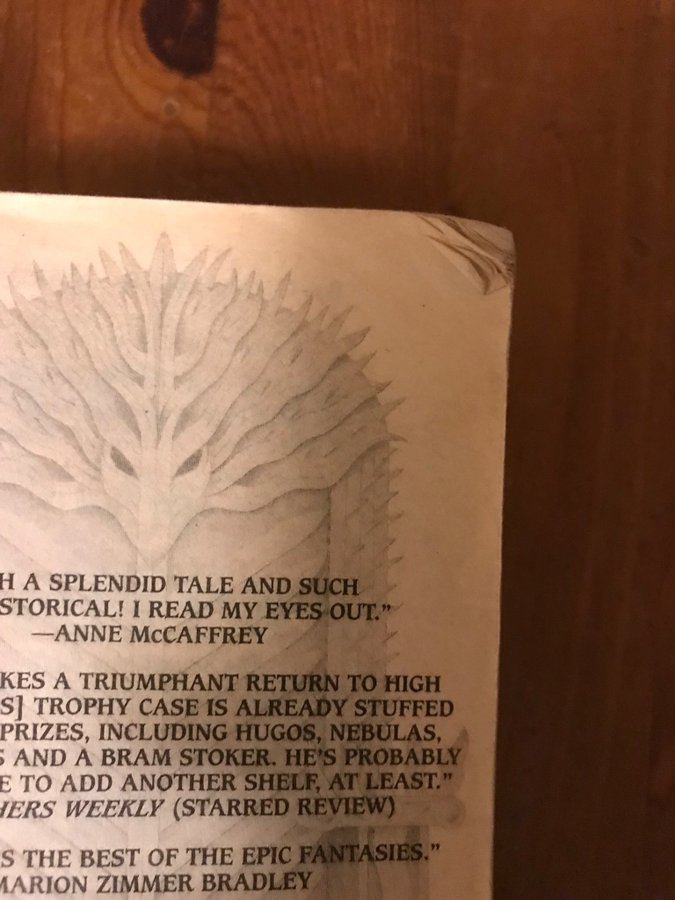 H A SPLENDID TALE AND SUCH
STORICAL! I READ MY EYES OUT.”
—ANNE McCAFFREY
KES A TRIUMPHANT RETURN TO HIGH
S] TROPHY CASE IS ALREADY STUFFED
PRIZES, INCLUDING HUGOS, NEBULAS,
S AND A BRAM STOKER. HE’S PROBABLY
E TO ADD ANOTHER SHELF, AT LEAST.”
HERS WEEKLY (STARRED REVIEW)
S THE BEST OF THE EPIC FANTASIES.”
MARION ZIMMER BRADLEY